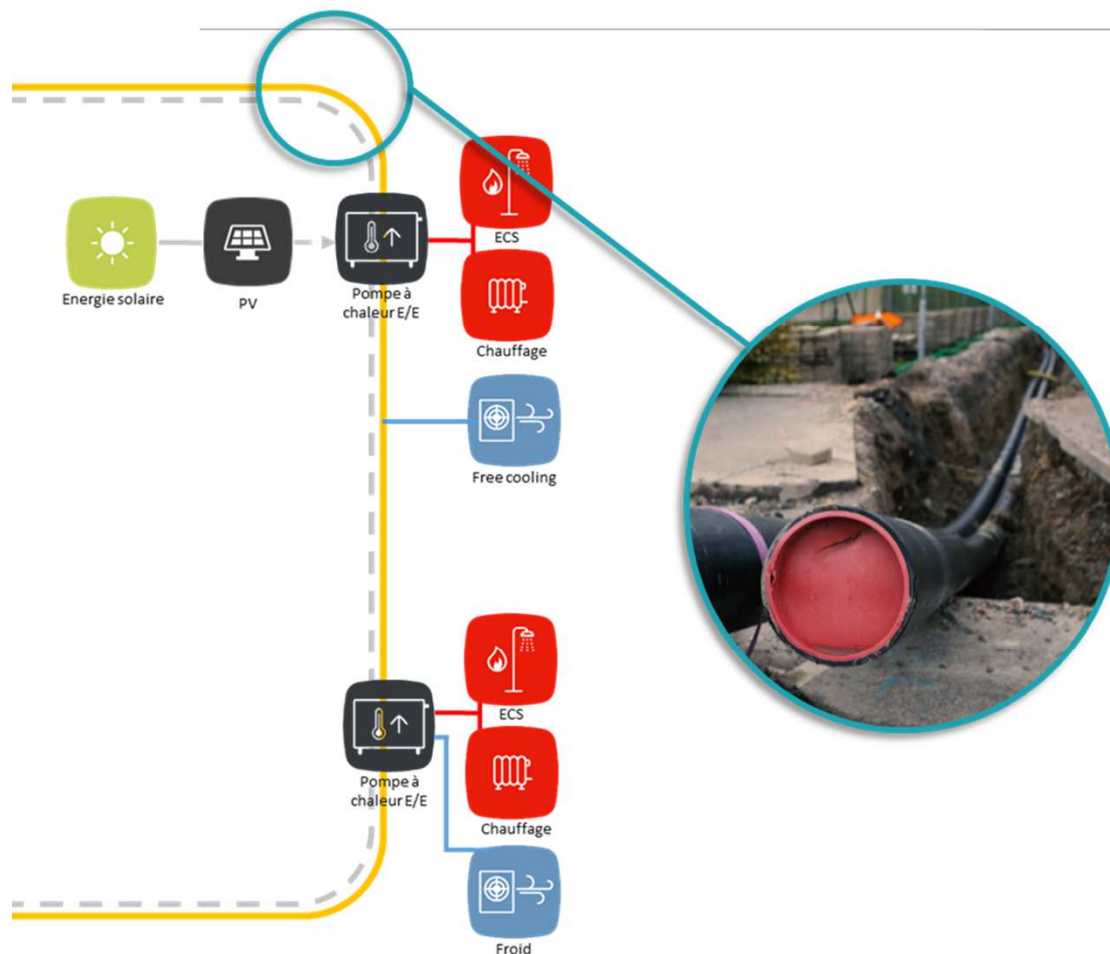 ECS
Energie solaire
PV
Pompe à
chaleur E/E
Chauffage
Free cooling
ECS
Pompe à
chaleur E/E
Chauffage
Froid